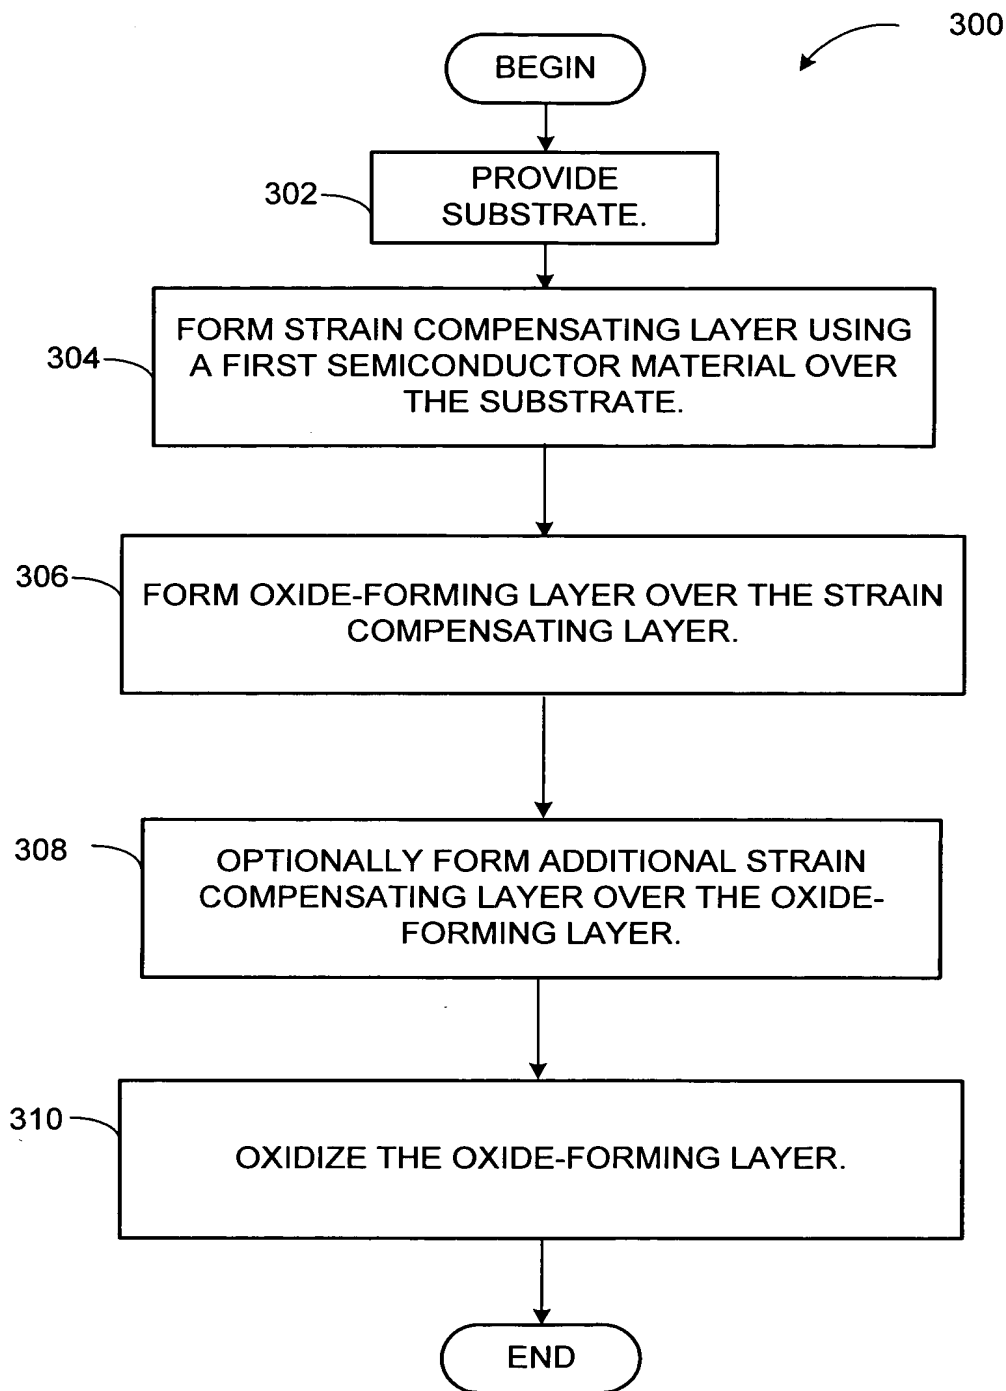 300
BEGIN
302
PROVIDE
SUBSTRATE.
304
FORM STRAIN COMPENSATING LAYER USING
A FIRST SEMICONDUCTOR MATERIAL OVER
THE SUBSTRATE.
306
FORM OXIDE-FORMING LAYER OVER THE STRAIN
COMPENSATING LAYER.
308
OPTIONALLY FORM ADDITIONAL STRAIN
COMPENSATING LAYER OVER THE OXIDE-
FORMING LAYER.
310
OXIDIZE THE OXIDE-FORMING LAYER.
END